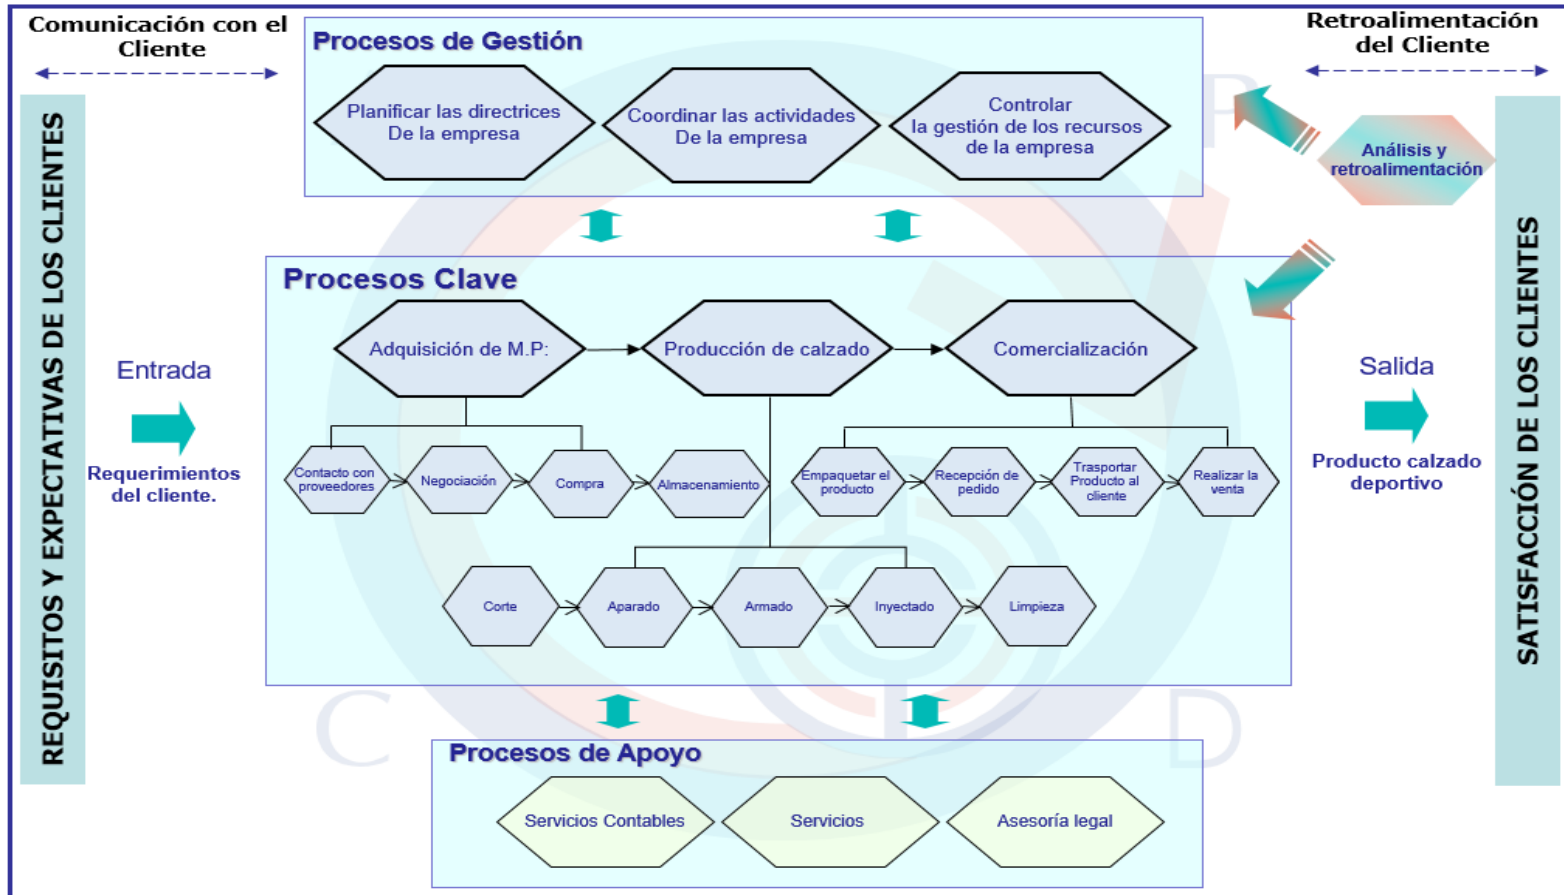 Comunicación con el
Cliente
Procesos de Gestión
Retroalimentación
del Cliente
Planificar las directrices
De la empresa
Coordinar las actividades
De la empresa
Controlar
la gestión de los recursos
de la empresa
Análisis y
retroalimentación
P
REQUISITOS Y EXPECTATIVAS DE LOS CLIENTES
SATISFACCIÓN DE LOS CLIENTES
Procesos Clave
Adquisición de M.P:
Producción de calzado
Comercialización
Entrada
Requerimientos
del cliente.
Salida
Producto calzado
deportivo
Contacto con
proveedores
Negociación
Compra
Almacenamiento
Empaquetar el
producto
Recepción de
pedido
Trasportar
Producto al
cliente
Realizar la
venta
Corte
Aparado
Armado
Inyectado
Limpieza
C
D
Procesos de Apoyo
Servicios Contables
Servicios
Asesoría legal